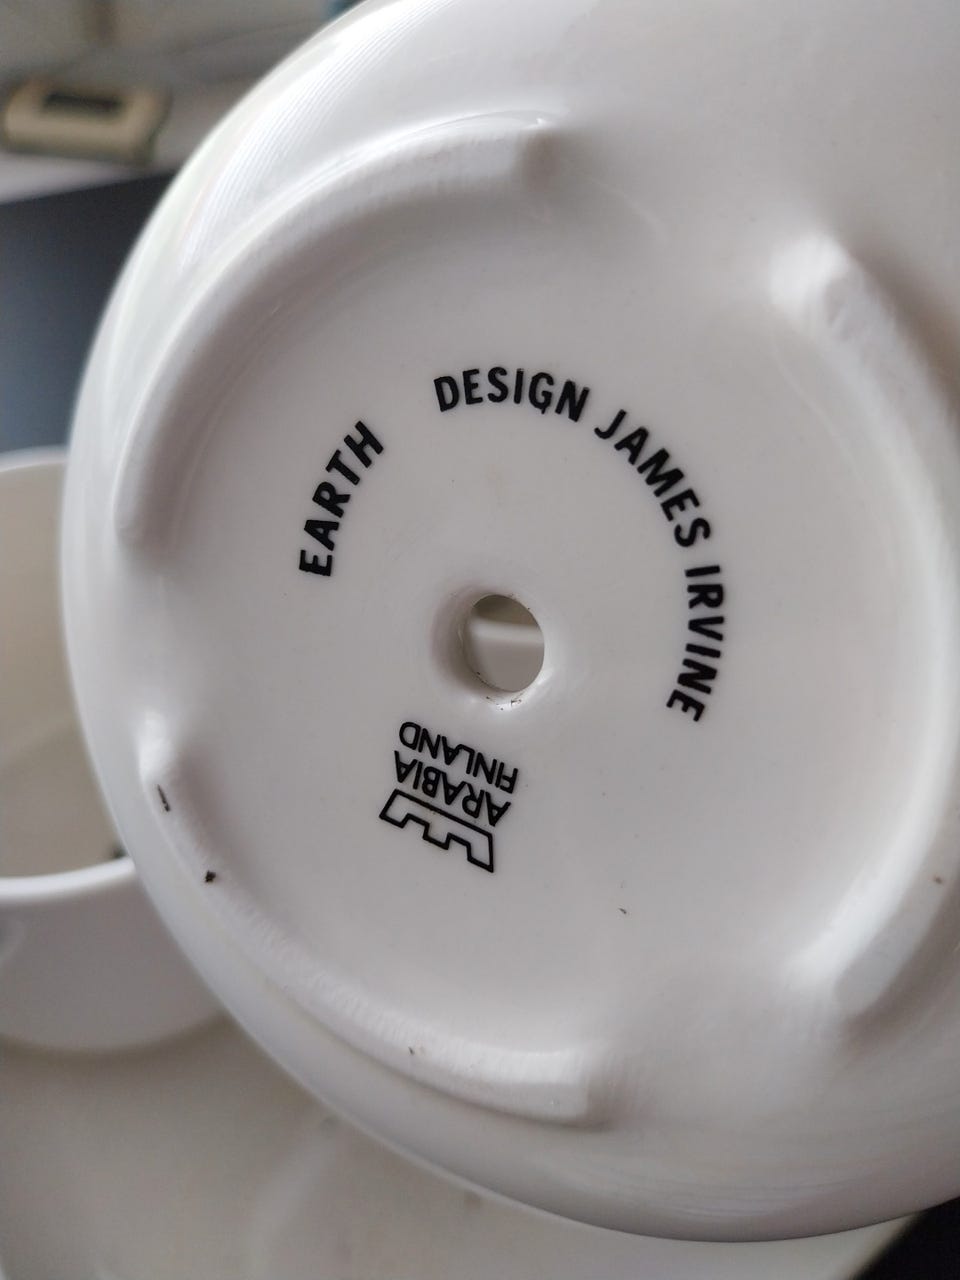 EARTH DESIGN JAMES IRVINE
ARABIA
FINLAND